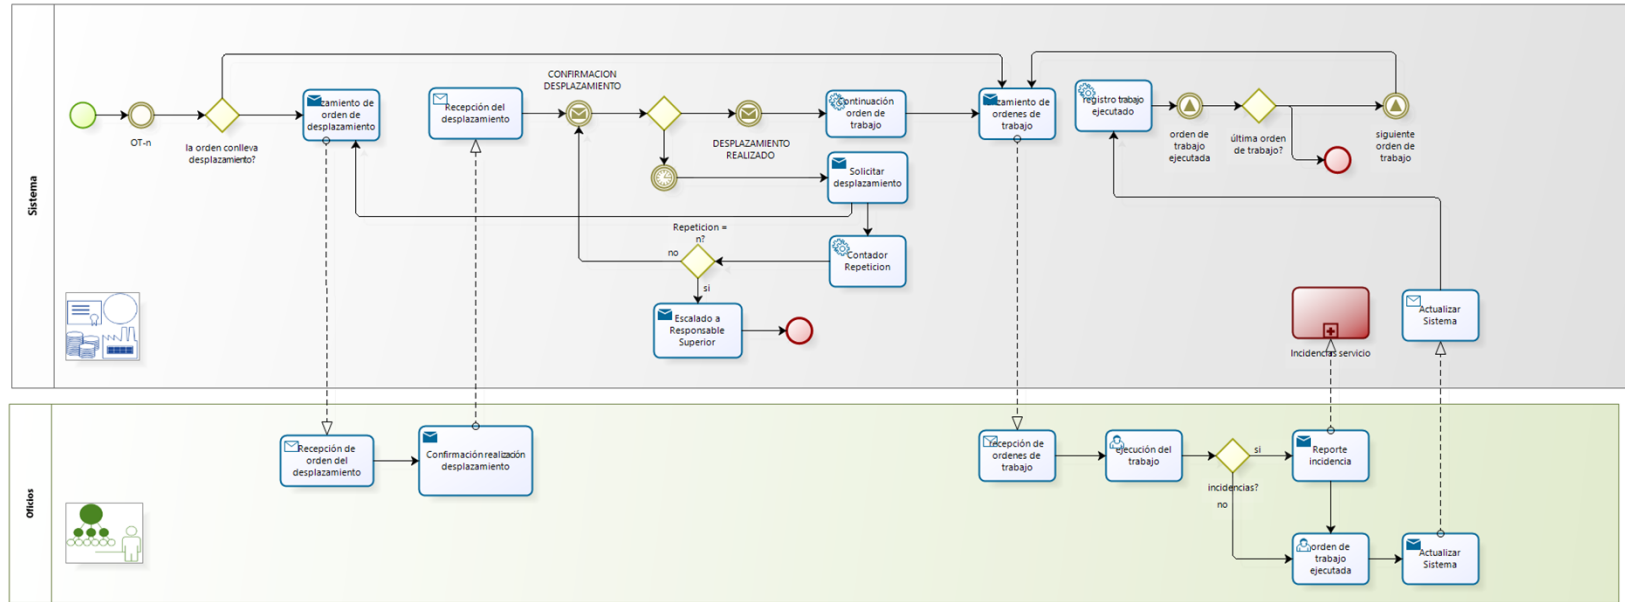 Sistema
OT-n
la orden conlleva
desplazamiento?
zamiento de
orden de
desplazamiento
Recepción del
desplazamiento
CONFIRMACION
DESPLAZAMIENTO
DESPLAZAMIENTO
REALIZADO
Continuación
orden de
trabajo
Solicitar
desplazamiento
Contador
Repeticion
Repeticion =
n?
no
si
Escalado a
Responsable
Superior
zamiento de
ordenes de
trabajo
registro trabajo
ejecutado
orden de
trabajo
ejecutada
última orden
de trabajo?
siguiente
orden de
trabajo
Incidencias servicio
Actualizar
Sistema
Oficios
Recepción de
orden del
desplazamiento
Confirmación realización
desplazamiento
recepción de
ordenes de
trabajo
ejecución del
trabajo
incidencias?
si
no
Reporte
incidencia
orden de
trabajo
ejecutada
Actualizar
Sistema